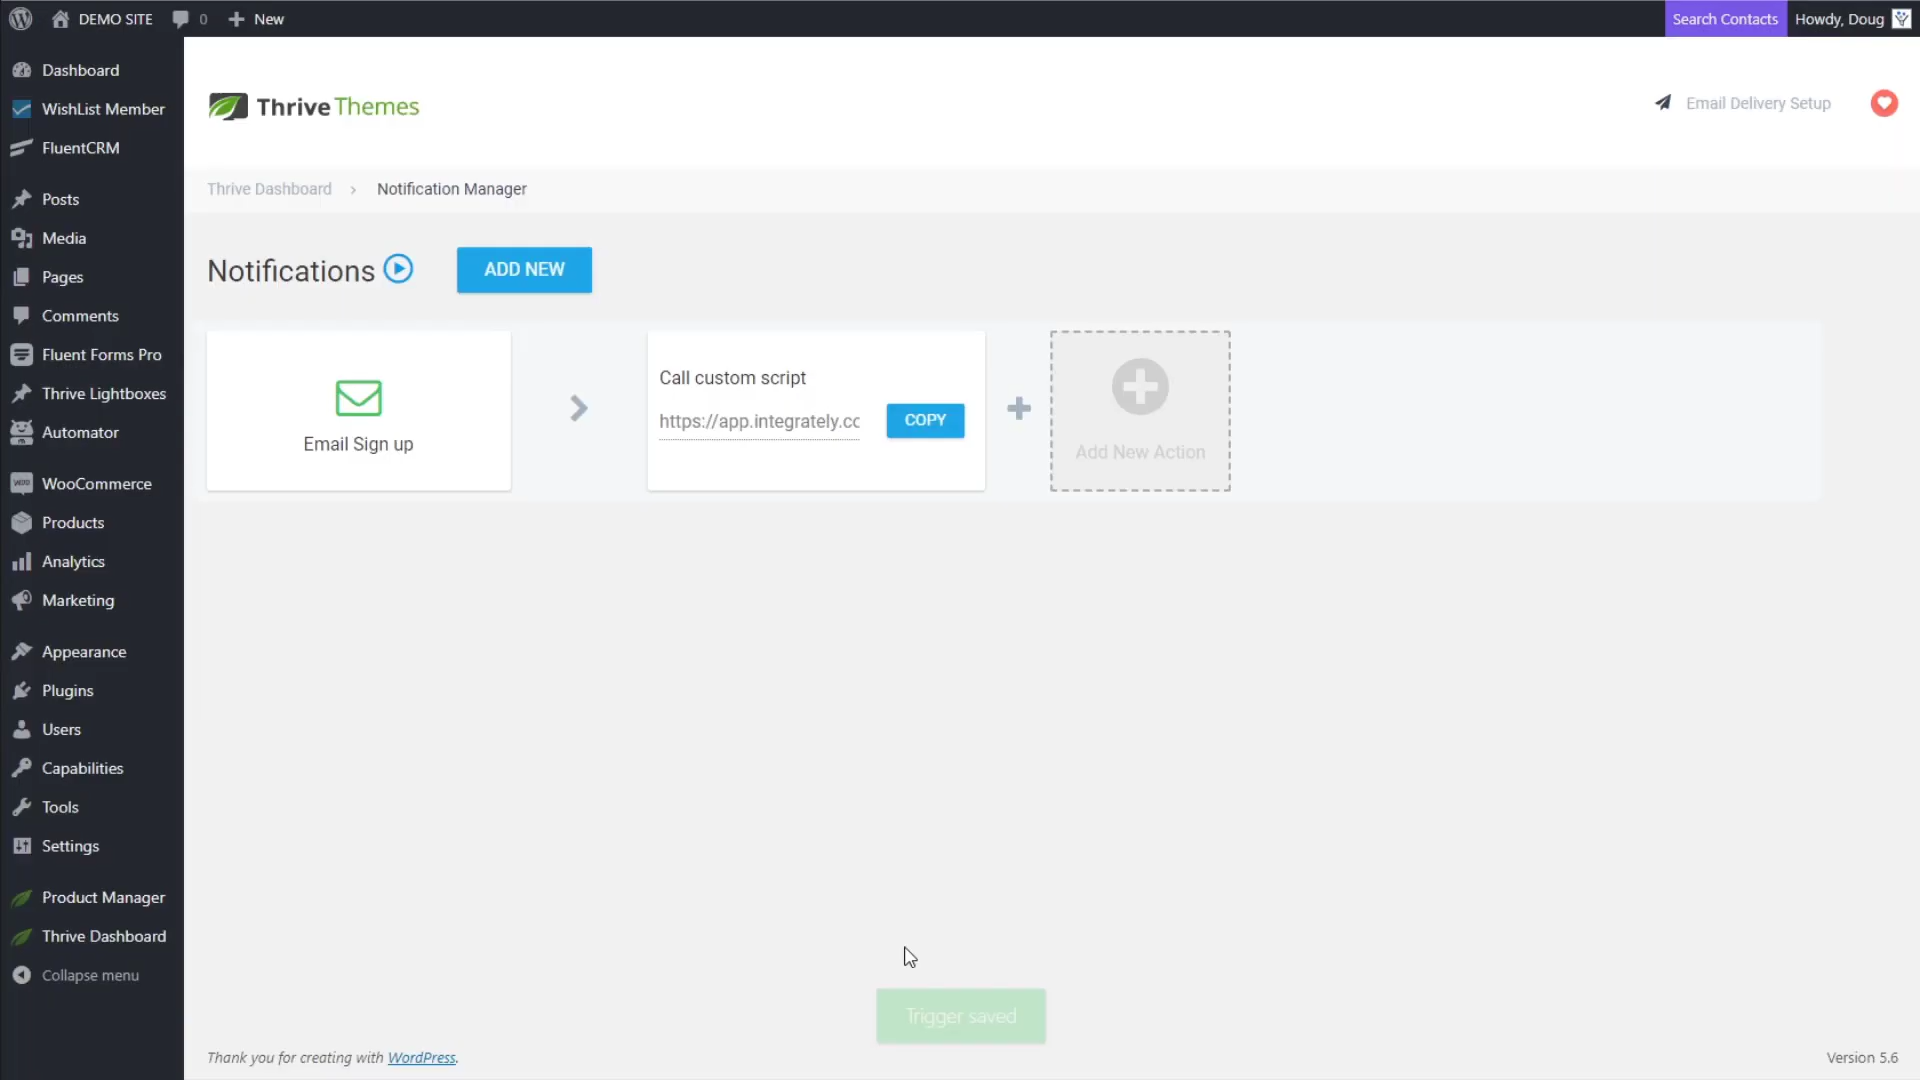 DEMO SITE
0
New
Search Contacts
Howdy, Doug
Dashboard
WishList Member
FluentCRM
Posts
Media
Pages
Comments
Fluent Forms Pro
Thrive Lightboxes
Automator
WooCommerce
Products
Analytics
Marketing
Appearance
Plugins
Users
Capabilities
Tools
Settings
Product Manager
Thrive Dashboard
Collapse menu
Thrive Themes
Email Delivery Setup
Thrive Dashboard
Notification Manager
Notifications
ADD NEW
Email Sign up
Call custom script
https://app.integrately.cc
COPY
Add New Action
Trigger saved
Thank you for creating with WordPress.
Version 5.6